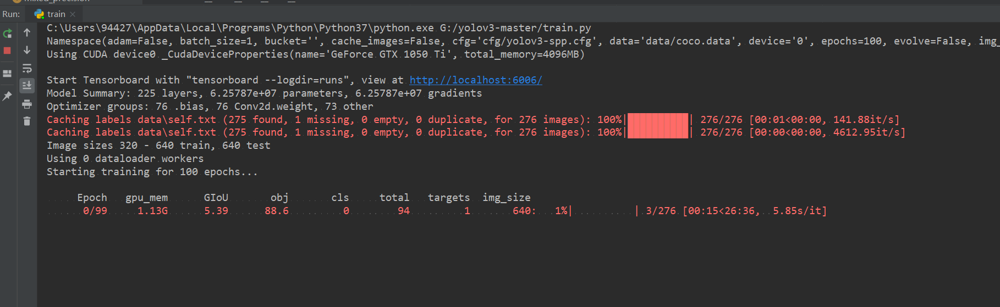 mixed_precision
Run: train
C:\Users\94427\AppData\Local\Programs\Python\Python37\python.exe G:/yolov3-master/train.py
Namespace(adam=False, batch_size=1, bucket='', cache_images=False, cfg='cfg/yolov3-spp.cfg', data='data/coco.data', device='0', epochs=100, evolve=False, img_
Using CUDA device0 _CudaDeviceProperties(name='GeForce GTX 1050 Ti', total_memory=4096MB)
Start Tensorboard with "tensorboard --logdir=runs", view at http://localhost:6006/
Model Summary: 225 layers, 6.25787e+07 parameters, 6.25787e+07 gradients
Optimizer groups: 76 .bias, 76 Conv2d.weight, 73 other
Caching labels data\self.txt (275 found, 1 missing, 0 empty, 0 duplicate, for 276 images): 100%|██████████| 276/276 [00:01<00:00, 141.88it/s]
Caching labels data\self.txt (275 found, 1 missing, 0 empty, 0 duplicate, for 276 images): 100%|██████████| 276/276 [00:00<00:00, 4612.95it/s]
Image sizes 320 - 640 train, 640 test
Using 0 dataloader workers
Starting training for 100 epochs...
Epoch gpu_mem GIoU obj cls total targets img_size
0/99 1.13G 5.39 88.6 0 94 1 640: 1%| | 3/276 [00:15<26:36, 5.85s/it]